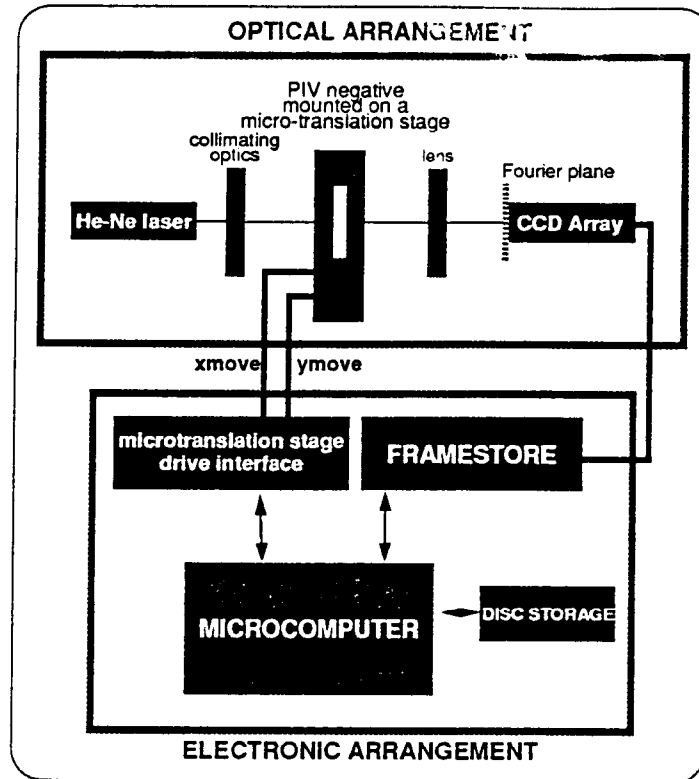 OPTICAL ARRANGEMENT
PIV negative
mounted on a
micro-translation stage
collimating
optics
lens
Fourier plane
He-Ne laser
CCD Array
xmove
ymove
microtranslation stage
drive interface
FRAMESTORE
MICROCOMPUTER
DISC STORAGE
ELECTRONIC ARRANGEMENT